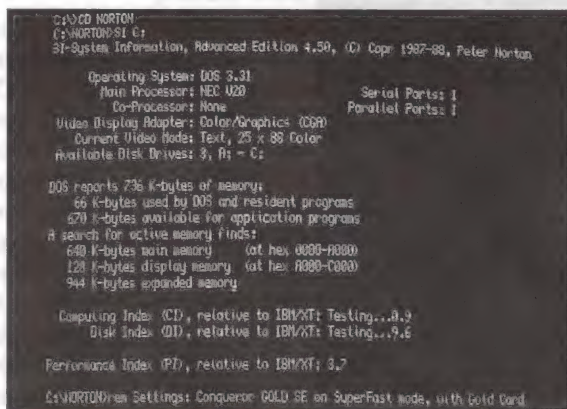 C:\>CD NORTON
C:\NORTON>SI C:
SI-System Information, Advanced Edition 4.50, (C) Copr 1987-88, Peter Norton
Operating System: DOS 3.31
Main Processor: NEC V20 Serial Ports: 1
Co-Processor: None Parallel Ports: 1
Video Display Adapter: Color/Graphics (CGA)
Current Video Mode: Text, 25 x 80 Color
Available Disk Drives: 3, A: - C:
DOS reports 736 K-bytes of memory:
66 K-bytes used by DOS and resident programs
670 K-bytes available for application programs
A search for active memory finds:
640 K-bytes main memory (at hex 0000-A000)
128 K-bytes display memory (at hex A000-C000)
944 K-bytes expanded memory
Computing Index (CI), relative to IBM/XT: Testing...0.9
Disk Index (DI), relative to IBM/XT: Testing...9.6
Performance Index (PI), relative to IBM/XT: 3.7
C:\NORTON>rem Settings: Conqueror GOLD SE on SuperFast mode, with Gold Card